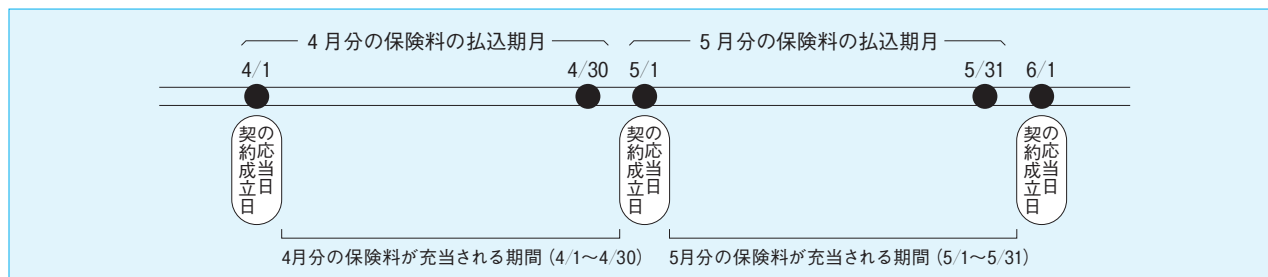 4月分の保険料の払込期月 5月分の保険料の払込期月
4/1 4/30 5/1 5/31 6/1
契約成立日
の応当日
契約成立日
の応当日
契約成立日
の応当日
4月分の保険料が充当される期間(4/1〜4/30) 5月分の保険料が充当される期間(5/1〜5/31)